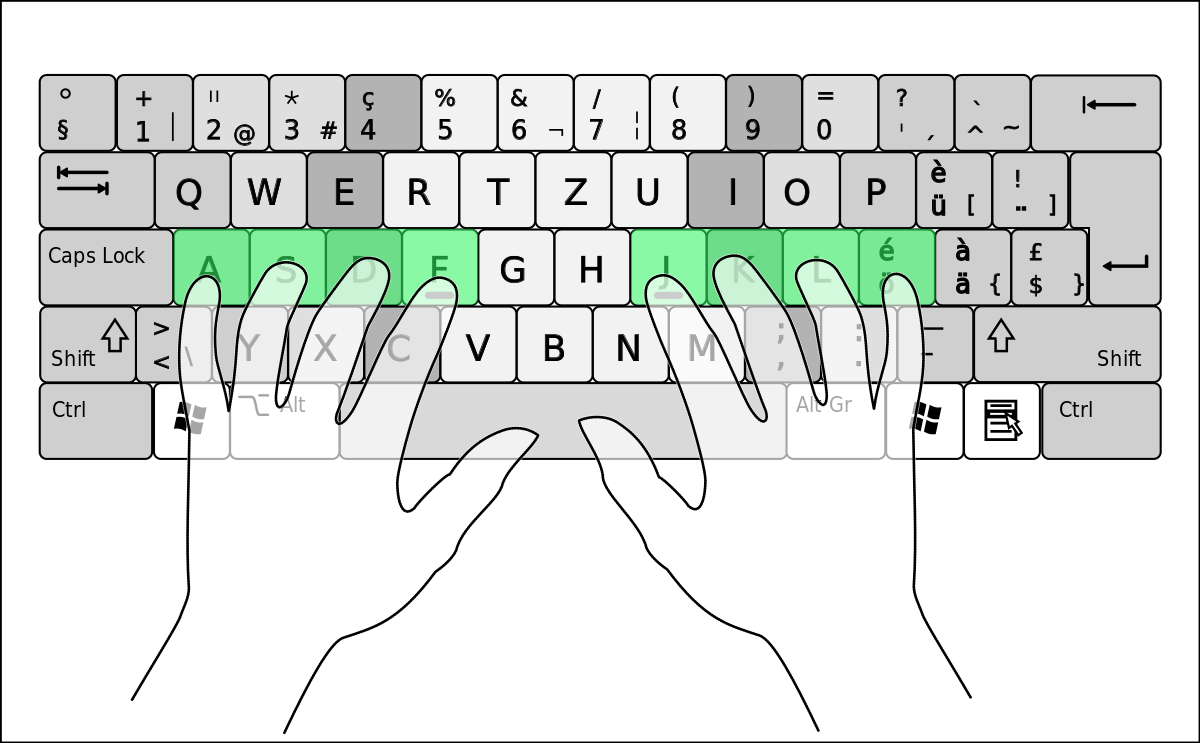 ° + " * ç % & / ( ) = ? `
§ 1 | 2 @ 3 # 4 5 6 ¬ 7 ¦ 8 9 0 ' ´ ^ ~
Q W E R T Z U I O P è ü [ ! ¨ ]
Caps Lock A S D F G H J K L é ö à ä { £ $ }
Shift > < \ Y X C V B N M ; , : . _ - Shift
Ctrl Alt Alt Gr Ctrl